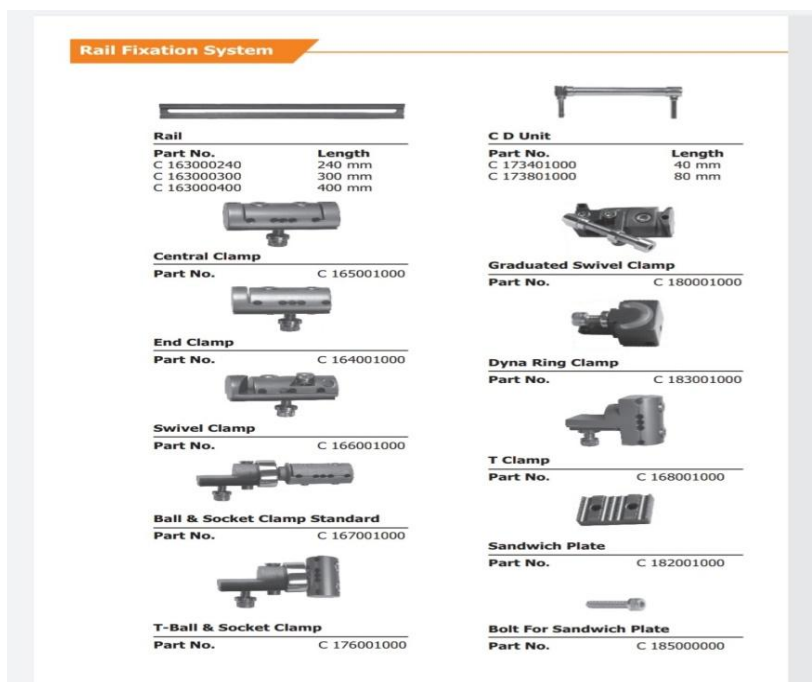 Rail Fixation System
Rail
Part No. Length
C 163000240 240 mm
C 163000300 300 mm
C 163000400 400 mm
Central Clamp
Part No. C 165001000
End Clamp
Part No. C 164001000
Swivel Clamp
Part No. C 166001000
Ball & Socket Clamp Standard
Part No. C 167001000
T-Ball & Socket Clamp
Part No. C 176001000
C D Unit
Part No. Length
C 173401000 40 mm
C 173801000 80 mm
Graduated Swivel Clamp
Part No. C 180001000
Dyna Ring Clamp
Part No. C 183001000
T Clamp
Part No. C 168001000
Sandwich Plate
Part No. C 182001000
Bolt For Sandwich Plate
Part No. C 185000000